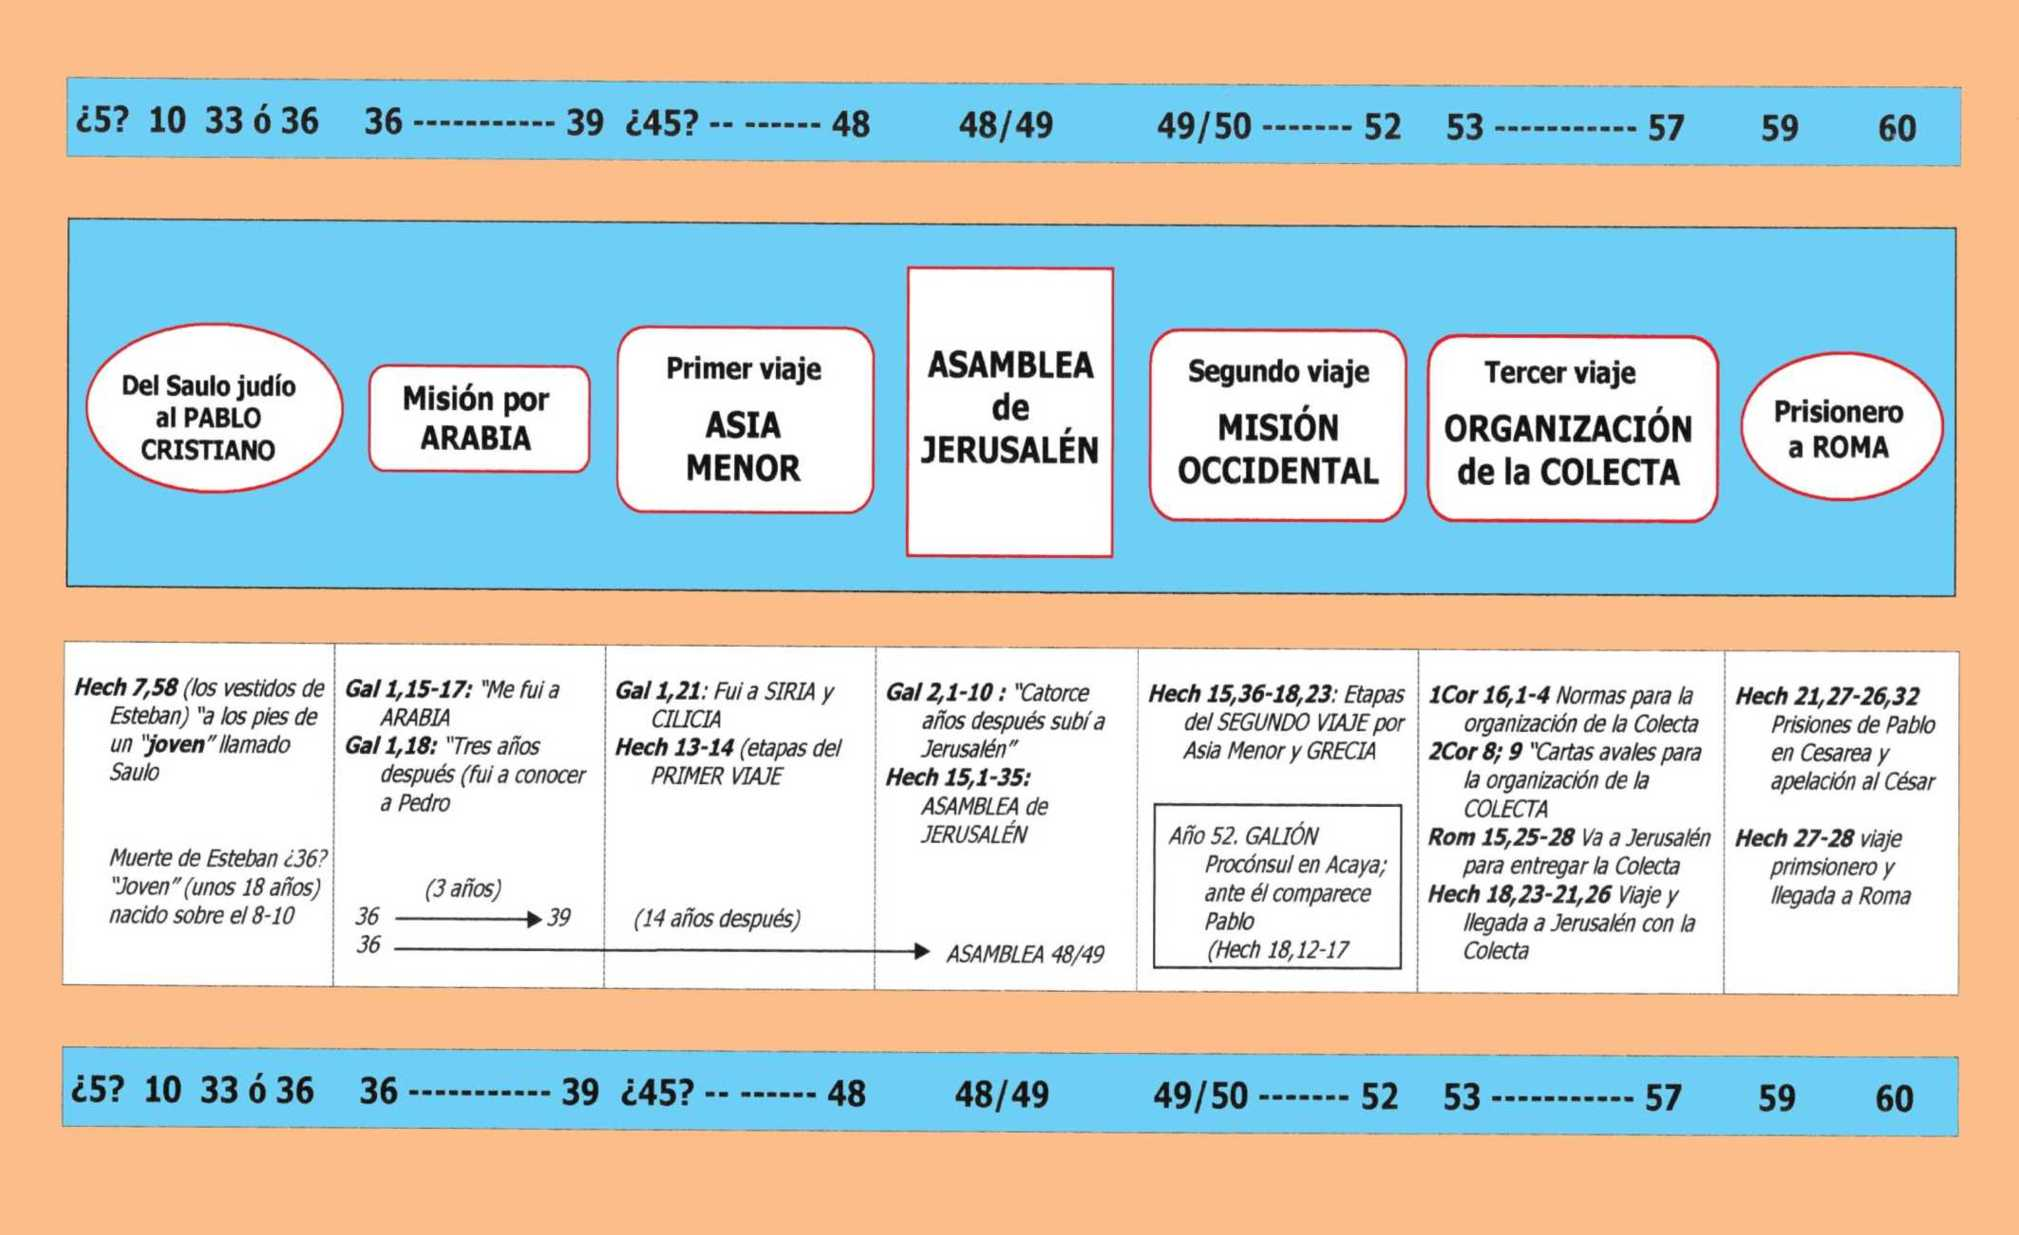 ¿5? 10 33 ó 36 36 ----------- 39 ¿45? -- ------ 48 48/49 49/50 ------- 52 53 ----------- 57 59 60
Del Saulo judío
al PABLO
CRISTIANO
Misión por
ARABIA
Primer viaje
ASIA
MENOR
ASAMBLEA
de
JERUSALÉN
Segundo viaje
MISIÓN
OCCIDENTAL
Tercer viaje
ORGANIZACIÓN
de la COLECTA
Prisionero
a ROMA
Hech 7,58 (los vestidos de
Esteban) "a los pies de
un "joven" llamado
Saulo
Muerte de Esteban ¿36?
"Joven" (unos 18 años)
nacido sobre el 8-10
Gal 1,15-17: "Me fui a
ARABIA
Gal 1,18: "Tres años
después (fui a conocer
a Pedro
(3 años)
36 39
36
Gal 1,21: Fui a SIRIA y
CILICIA
Hech 13-14 (etapas del
PRIMER VIAJE
(14 años después)
Gal 2,1-10 : "Catorce
años después subí a
Jerusalén"
Hech 15,1-35:
ASAMBLEA de
JERUSALÉN
ASAMBLEA 48/49
Hech 15,36-18,23: Etapas
del SEGUNDO VIAJE por
Asia Menor y GRECIA
Año 52. GALIÓN
Procónsul en Acaya;
ante él comparece
Pablo
(Hech 18,12-17
1Cor 16,1-4 Normas para la
organización de la Colecta
2Cor 8; 9 "Cartas avales para
la organización de la
COLECTA
Rom 15,25-28 Va a Jerusalén
para entregar la Colecta
Hech 18,23-21,26 Viaje y
llegada a Jerusalén con la
Colecta
Hech 21,27-26,32
Prisiones de Pablo
en Cesarea y
apelación al César
Hech 27-28 viaje
primsionero y
llegada a Roma
¿5? 10 33 ó 36 36 ----------- 39 ¿45? -- ------ 48 48/49 49/50 ------- 52 53 ----------- 57 59 60